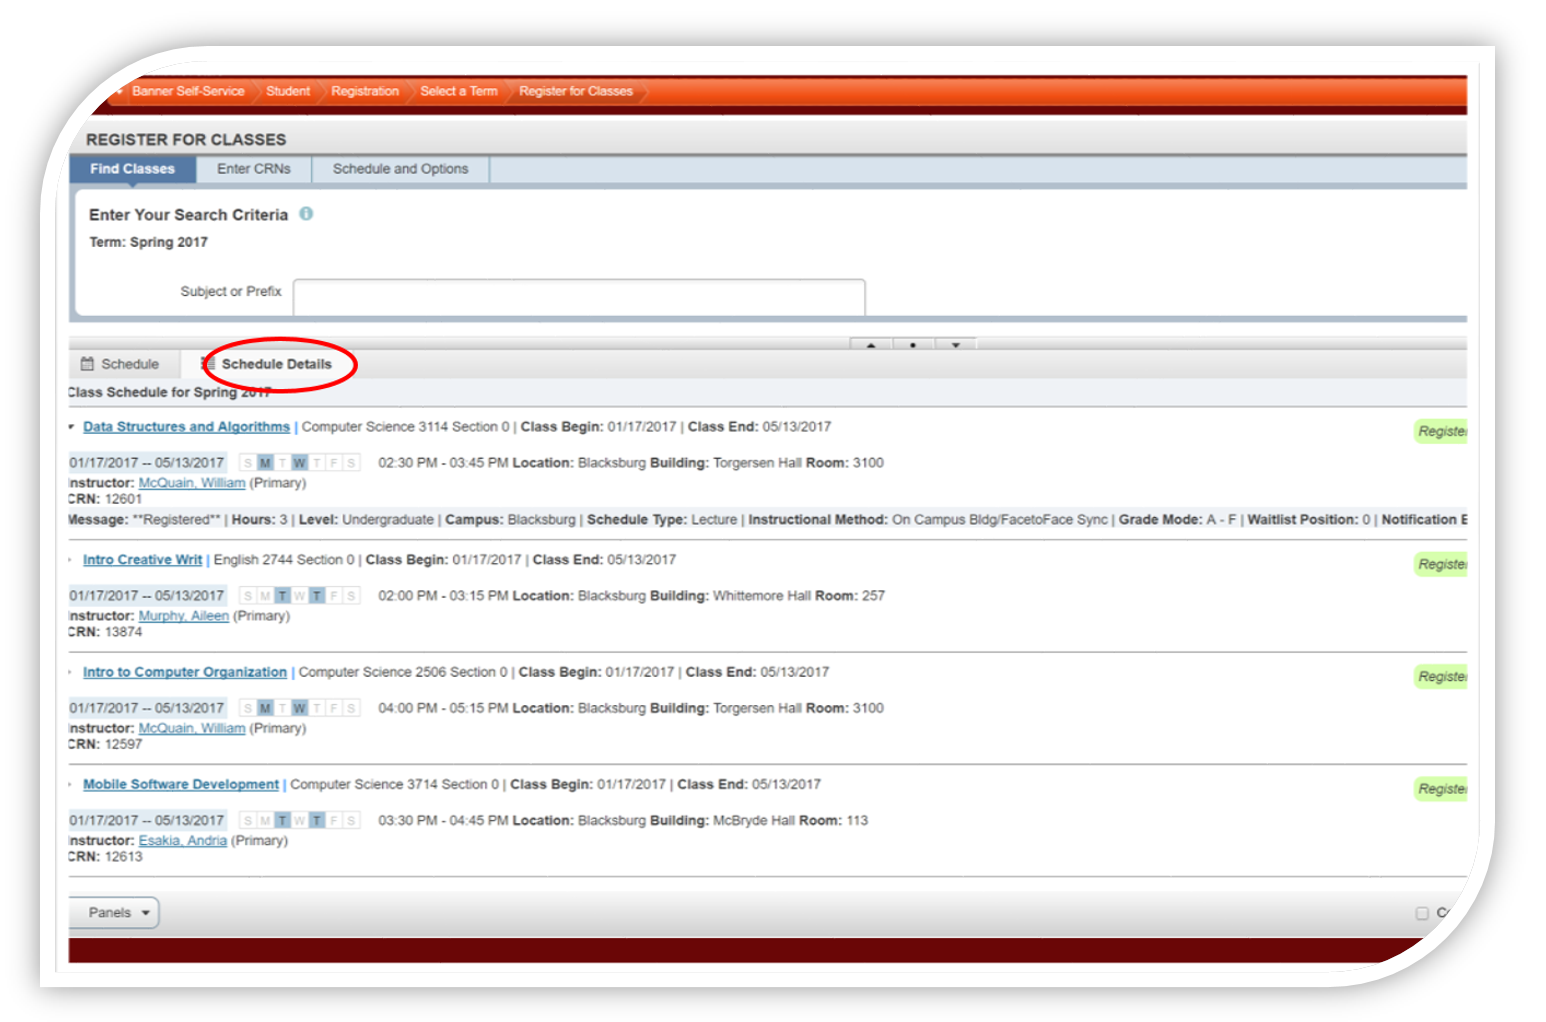 Banner Self-Service Student Registration Select a Term Register for Classes
REGISTER FOR CLASSES
Find Classes Enter CRNs Schedule and Options
Enter Your Search Criteria
Term: Spring 2017
Subject or Prefix
Schedule Schedule Details
Class Schedule for Spring 2017
Data Structures and Algorithms | Computer Science 3114 Section 0 | Class Begin: 01/17/2017 | Class End: 05/13/2017
Registe
01/17/2017 -- 05/13/2017 S M T W T F S 02:30 PM - 03:45 PM Location: Blacksburg Building: Torgersen Hall Room: 3100
nstructor: McQuain, William (Primary)
CRN: 12601
Message: **Registered** | Hours: 3 | Level: Undergraduate | Campus: Blacksburg | Schedule Type: Lecture | Instructional Method: On Campus Bldg/FacetoFace Sync | Grade Mode: A - F | Waitlist Position: 0 | Notification E
Intro Creative Writ | English 2744 Section 0 | Class Begin: 01/17/2017 | Class End: 05/13/2017
Registe
01/17/2017 -- 05/13/2017 S M T W T F S 02:00 PM - 03:15 PM Location: Blacksburg Building: Whittemore Hall Room: 257
nstructor: Murphy, Aileen (Primary)
CRN: 13874
Intro to Computer Organization | Computer Science 2506 Section 0 | Class Begin: 01/17/2017 | Class End: 05/13/2017
Registe
01/17/2017 -- 05/13/2017 S M T W T F S 04:00 PM - 05:15 PM Location: Blacksburg Building: Torgersen Hall Room: 3100
nstructor: McQuain, William (Primary)
CRN: 12597
Mobile Software Development | Computer Science 3714 Section 0 | Class Begin: 01/17/2017 | Class End: 05/13/2017
Registe
01/17/2017 -- 05/13/2017 S M T W T F S 03:30 PM - 04:45 PM Location: Blacksburg Building: McBryde Hall Room: 113
nstructor: Esakia, Andria (Primary)
CRN: 12613
Panels